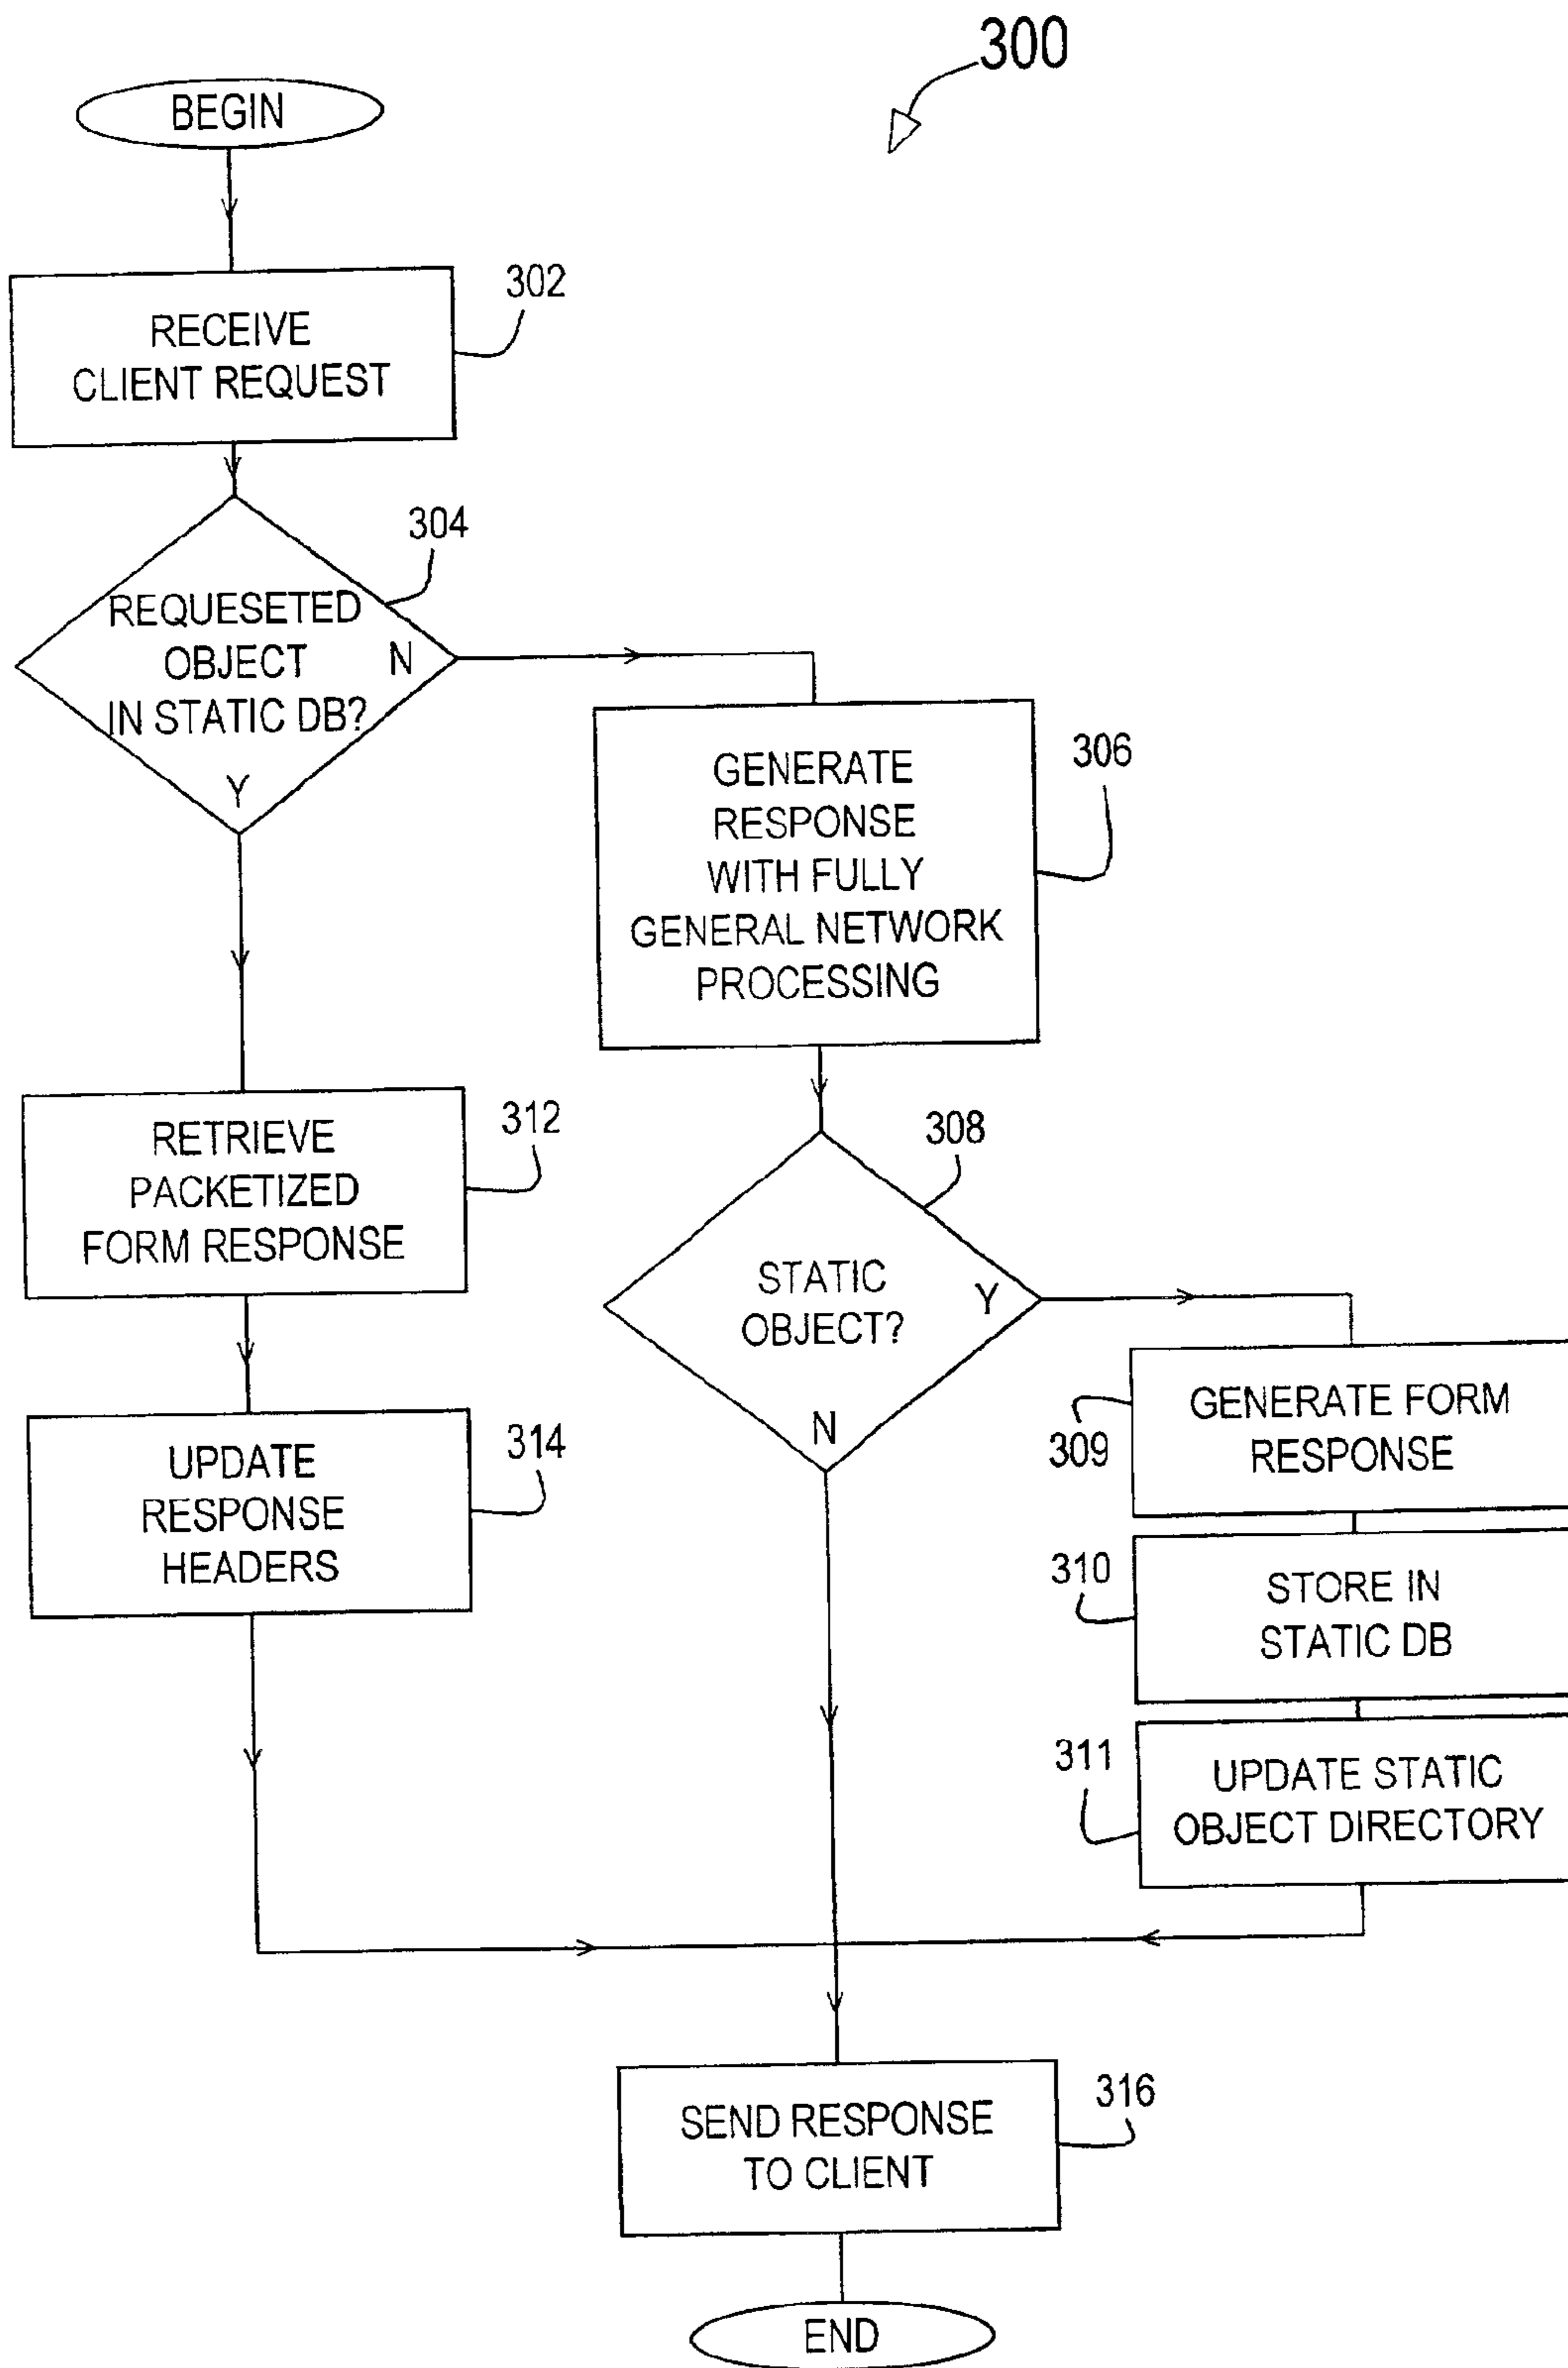 300
BEGIN
302
RECEIVE
CLIENT REQUEST
304
REQUESETED
OBJECT
IN STATIC DB?
N
Y
306
GENERATE
RESPONSE
WITH FULLY
GENERAL NETWORK
PROCESSING
312
RETRIEVE
PACKETIZED
FORM RESPONSE
308
STATIC
OBJECT?
Y
N
314
UPDATE
RESPONSE
HEADERS
309
GENERATE FORM
RESPONSE
310
STORE IN
STATIC DB
311
UPDATE STATIC
OBJECT DIRECTORY
316
SEND RESPONSE
TO CLIENT
END